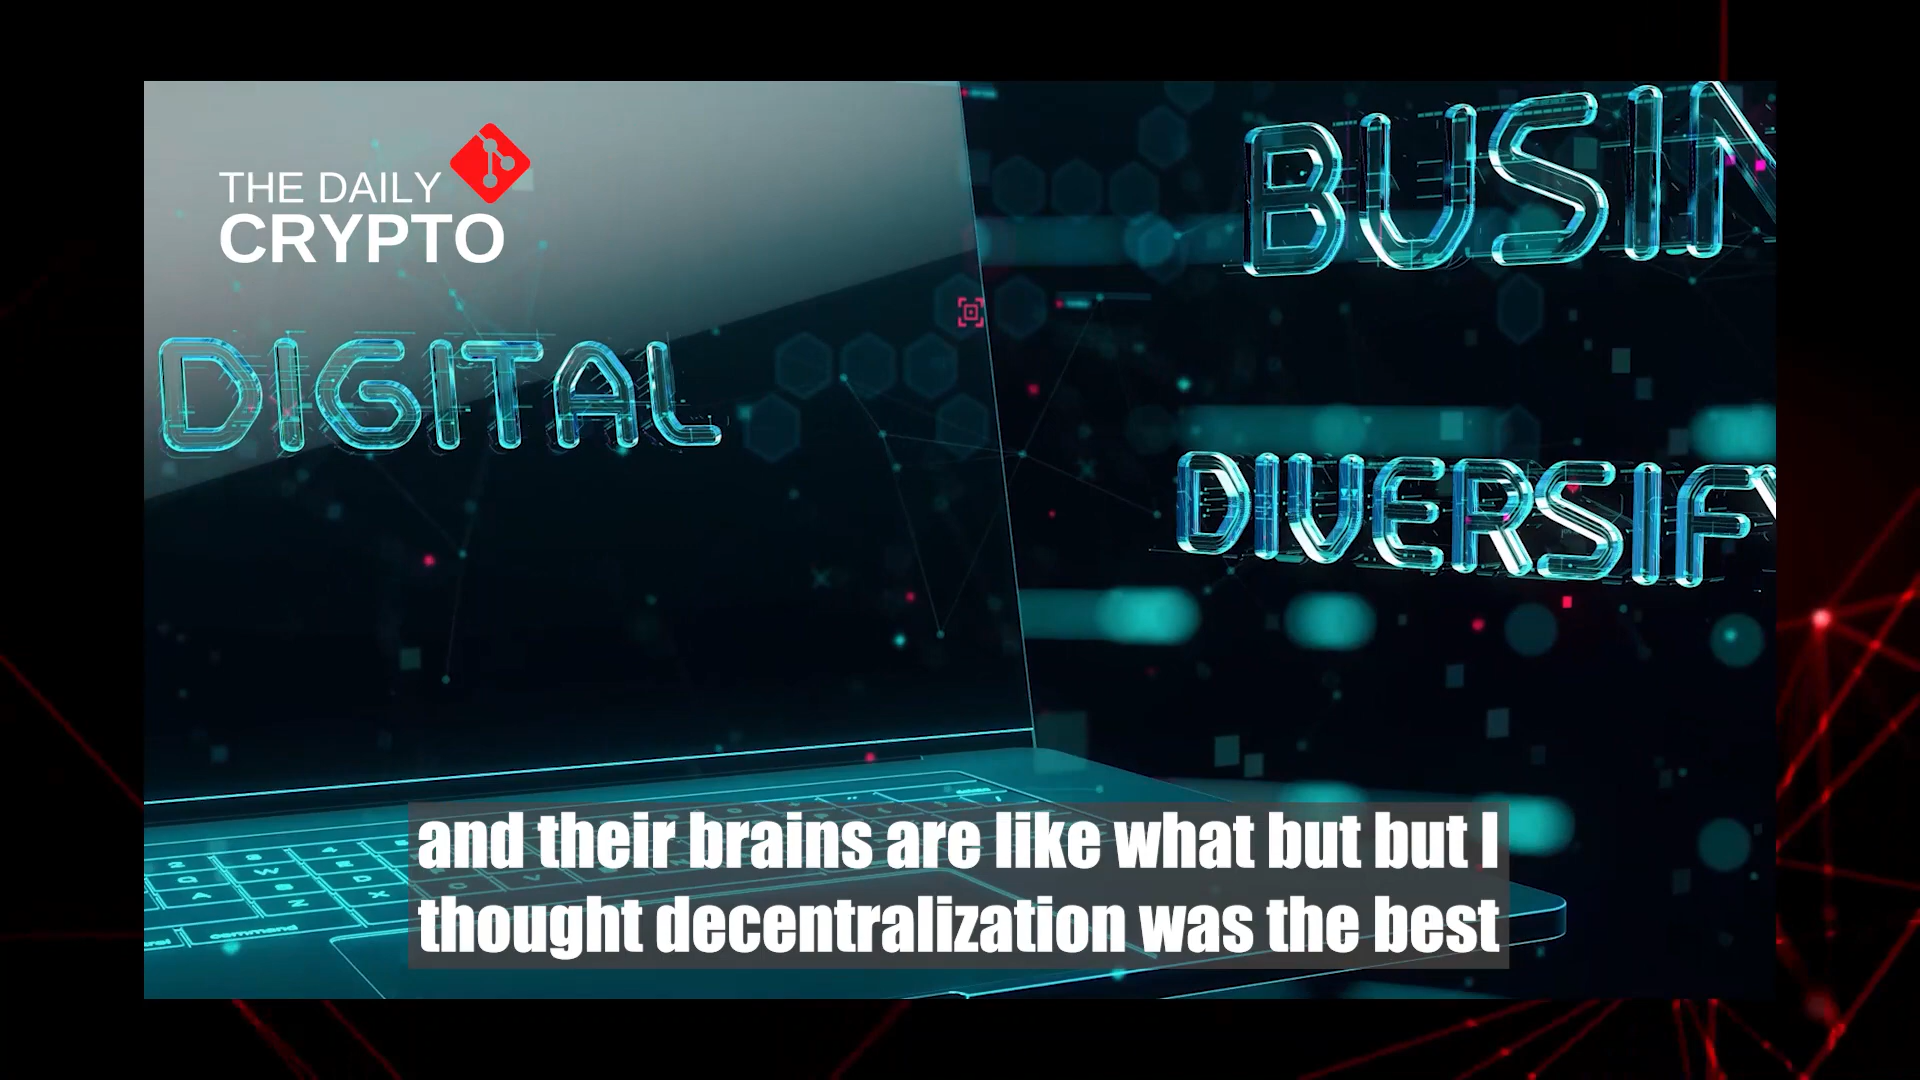 THE DAILY
CRYPTO
BUSIN
DIGITAL
DIVERSIFY
command
and their brains are like what but but I
thought decentralization was the best